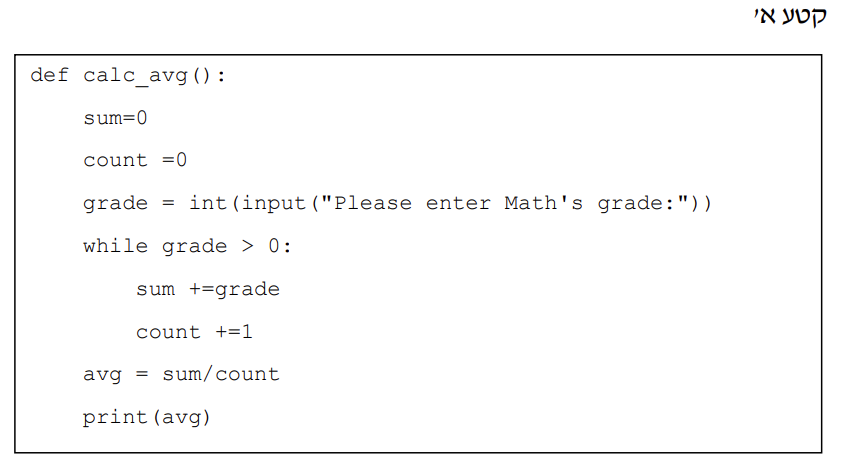 קטע א'
def calc_avg():
    sum=0
    count =0
    grade = int(input("Please enter Math's grade:"))
    while grade > 0:
        sum +=grade
        count +=1
    avg = sum/count
    print(avg)